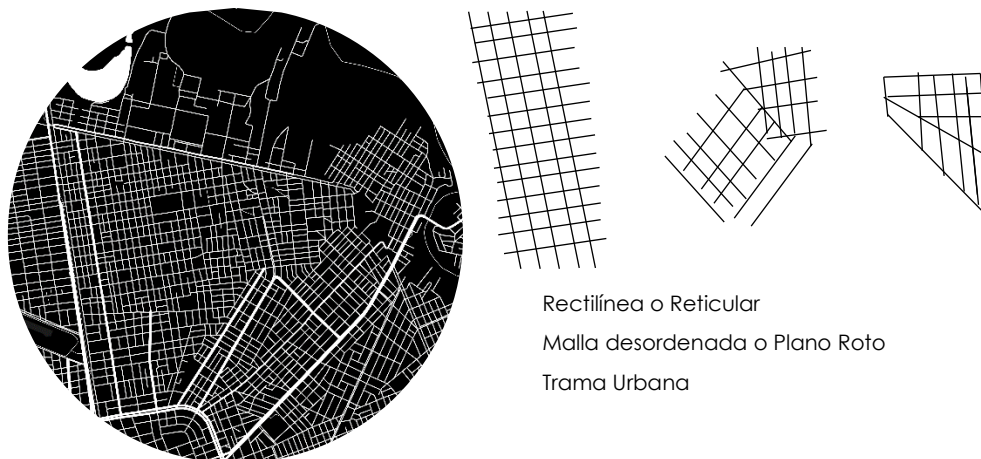 Rectilínea o Reticular
Malla desordenada o Plano Roto
Trama Urbana